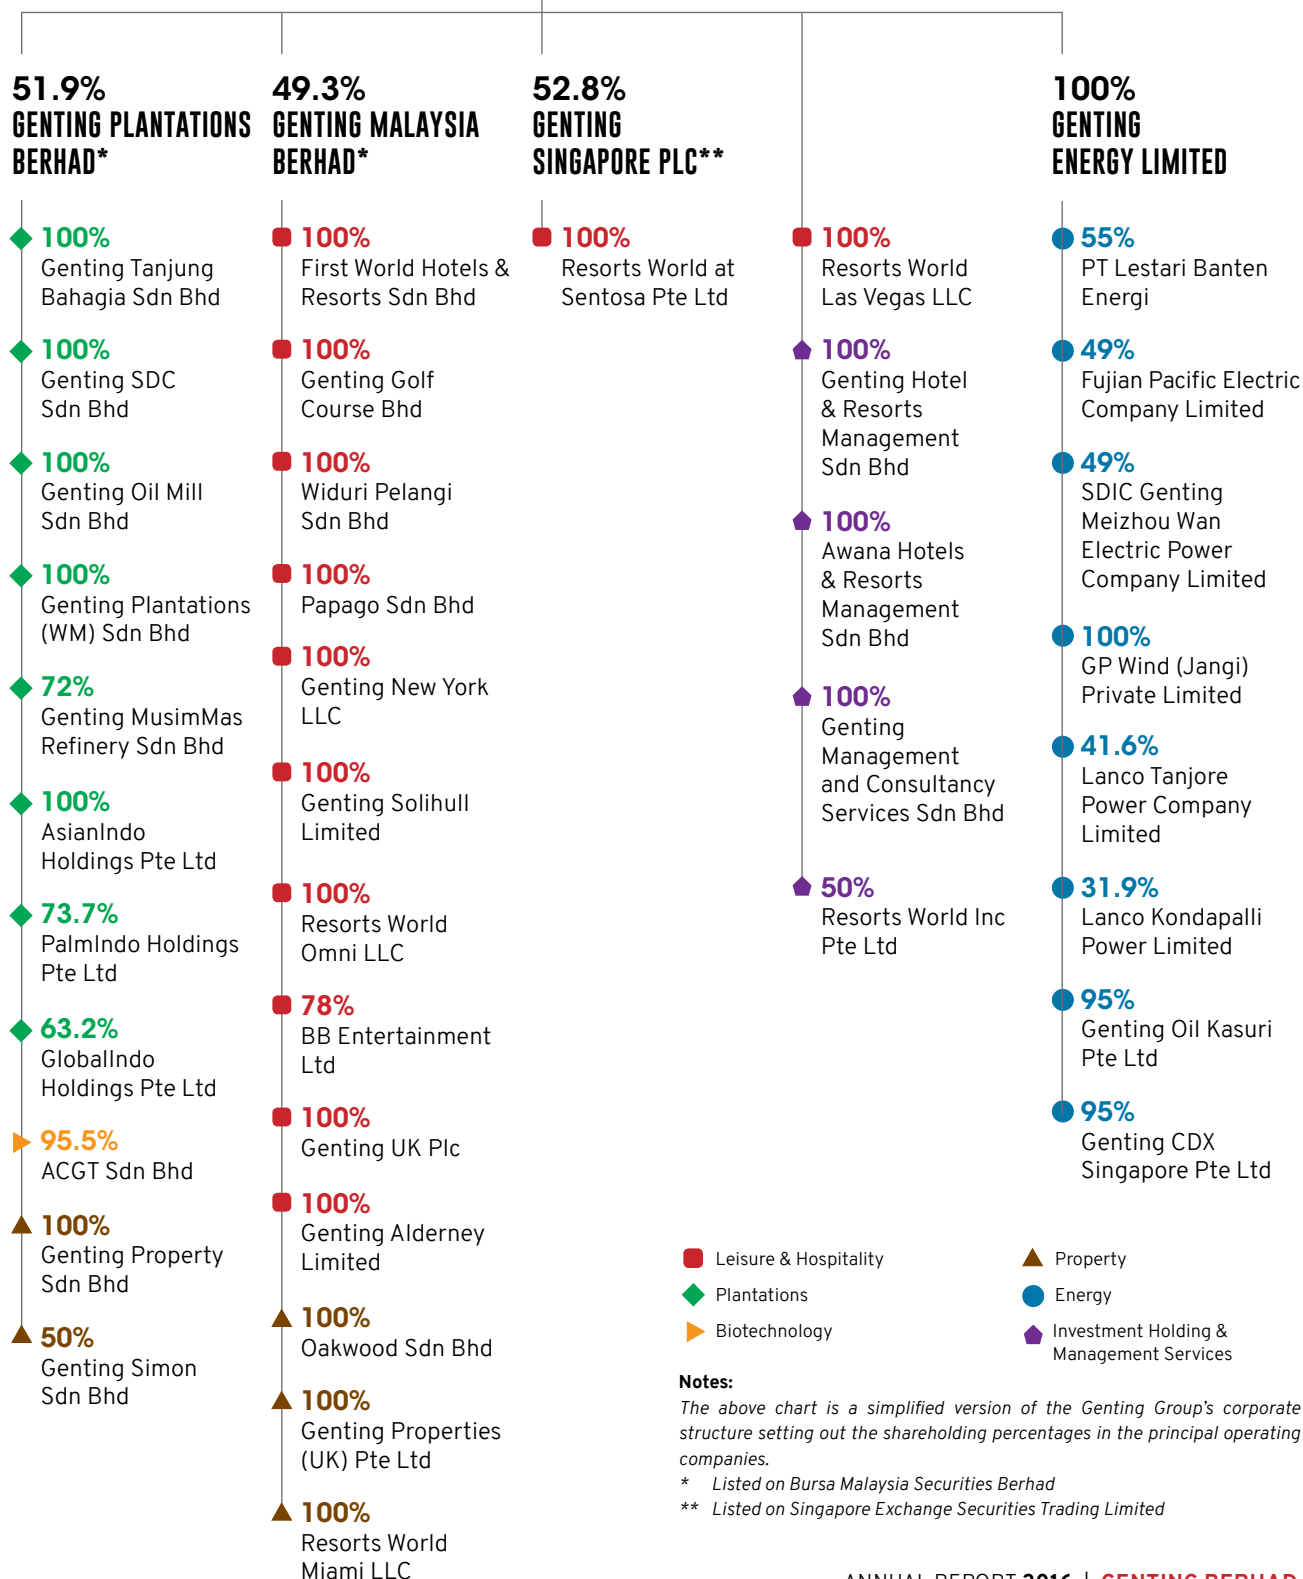 51.9%
GENTING PLANTATIONS
BERHAD*
100%
Genting Tanjung
Bahagia Sdn Bhd
100%
Genting SDC
Sdn Bhd
100%
Genting Oil Mill
Sdn Bhd
100%
Genting Plantations
(WM) Sdn Bhd
72%
Genting MusimMas
Refinery Sdn Bhd
100%
AsianIndo
Holdings Pte Ltd
73.7%
PalmIndo Holdings
Pte Ltd
63.2%
GlobalIndo
Holdings Pte Ltd
95.5%
ACGT Sdn Bhd
100%
Genting Property
Sdn Bhd
50%
Genting Simon
Sdn Bhd
49.3%
GENTING MALAYSIA
BERHAD*
100%
First World Hotels &
Resorts Sdn Bhd
100%
Genting Golf
Course Bhd
100%
Widuri Pelangi
Sdn Bhd
100%
Papago Sdn Bhd
100%
Genting New York
LLC
100%
Genting Solihull
Limited
100%
Resorts World
Omni LLC
78%
BB Entertainment
Ltd
100%
Genting UK Plc
100%
Genting Alderney
Limited
100%
Oakwood Sdn Bhd
100%
Genting Properties
(UK) Pte Ltd
100%
Resorts World
Miami LLC
52.8%
GENTING
SINGAPORE PLC**
100%
Resorts World at
Sentosa Pte Ltd
100%
Resorts World
Las Vegas LLC
100%
Genting Hotel
& Resorts
Management
Sdn Bhd
100%
Awana Hotels
& Resorts
Management
Sdn Bhd
100%
Genting
Management
and Consultancy
Services Sdn Bhd
50%
Resorts World Inc
Pte Ltd
100%
GENTING
ENERGY LIMITED
55%
PT Lestari Banten
Energi
49%
Fujian Pacific Electric
Company Limited
49%
SDIC Genting
Meizhou Wan
Electric Power
Company Limited
100%
GP Wind (Jangi)
Private Limited
41.6%
Lanco Tanjore
Power Company
Limited
31.9%
Lanco Kondapalli
Power Limited
95%
Genting Oil Kasuri
Pte Ltd
95%
Genting CDX
Singapore Pte Ltd
Leisure & Hospitality
Plantations
Biotechnology
Property
Energy
Investment Holding &
Management Services
Notes:
The above chart is a simplified version of the Genting Group's corporate
structure setting out the shareholding percentages in the principal operating
companies.
* Listed on Bursa Malaysia Securities Berhad
** Listed on Singapore Exchange Securities Trading Limited
ANNUAL REPORT 2016 | GENTING BERHAD